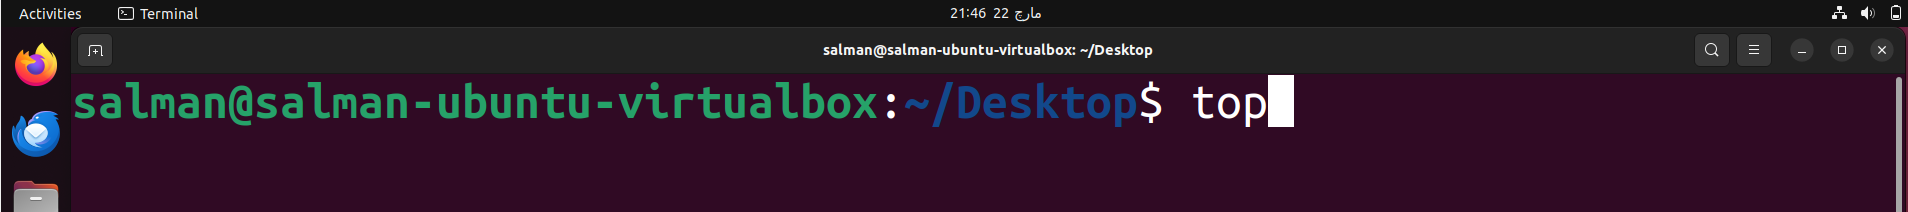 Activities
Terminal
21:46 22 مارچ
salman@salman-ubuntu-virtualbox: ~/Desktop
salman@salman-ubuntu-virtualbox:~/Desktop$ top